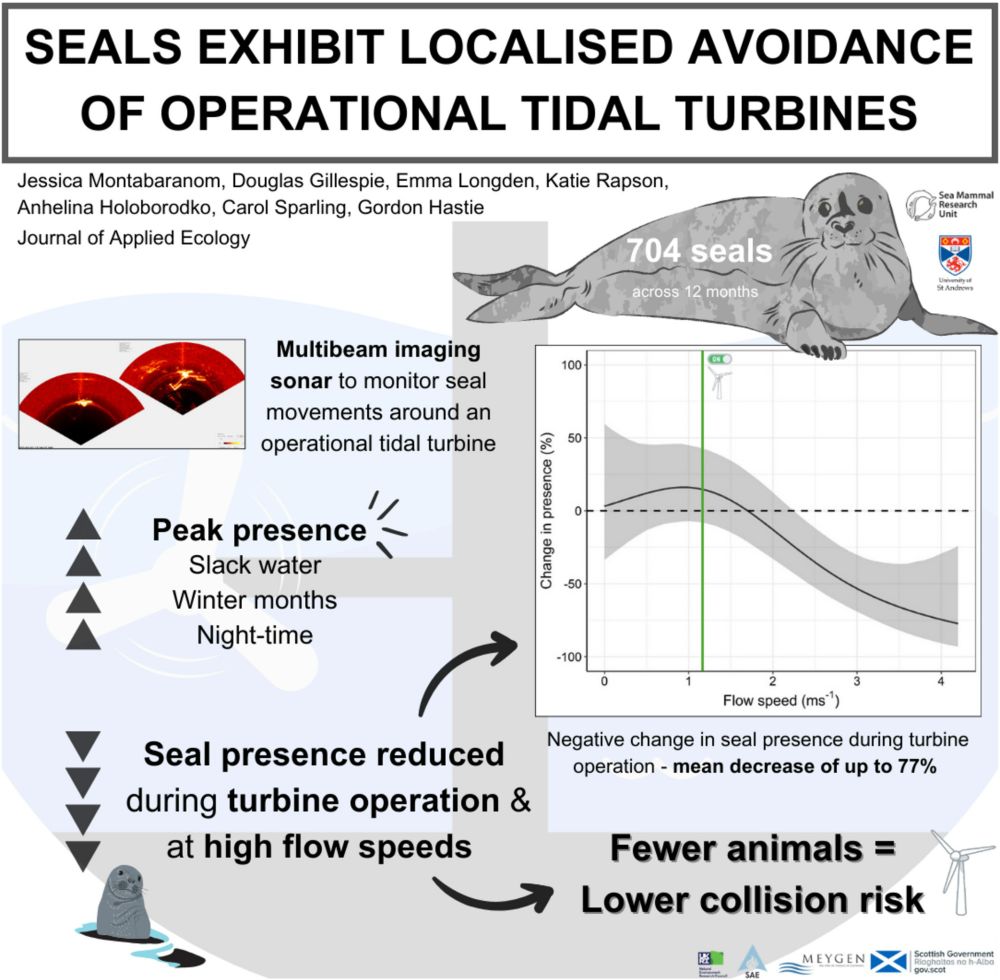 SEALS EXHIBIT LOCALISED AVOIDANCE
OF OPERATIONAL TIDAL TURBINES
Jessica Montabaranom, Douglas Gillespie, Emma Longden, Katie Rapson,
Anhelina Holoborodko, Carol Sparling, Gordon Hastie
Journal of Applied Ecology
Sea Mammal
Research
Unit
University of
St Andrews
704 seals
across 12 months
Multibeam imaging
sonar to monitor seal
movements around an
operational tidal turbine
Peak presence
Slack water
Winter months
Night-time
ON
Change in presence (%)
100
50
0
-50
-100
0 1 2 3 4
Flow speed (ms-1)
Negative change in seal presence during turbine
operation - mean decrease of up to 77%
Seal presence reduced
during turbine operation &
at high flow speeds
Fewer animals =
Lower collision risk
SAE
MEYGEN
Scottish Government
Riaghaltas na h-Alba
gov.scot